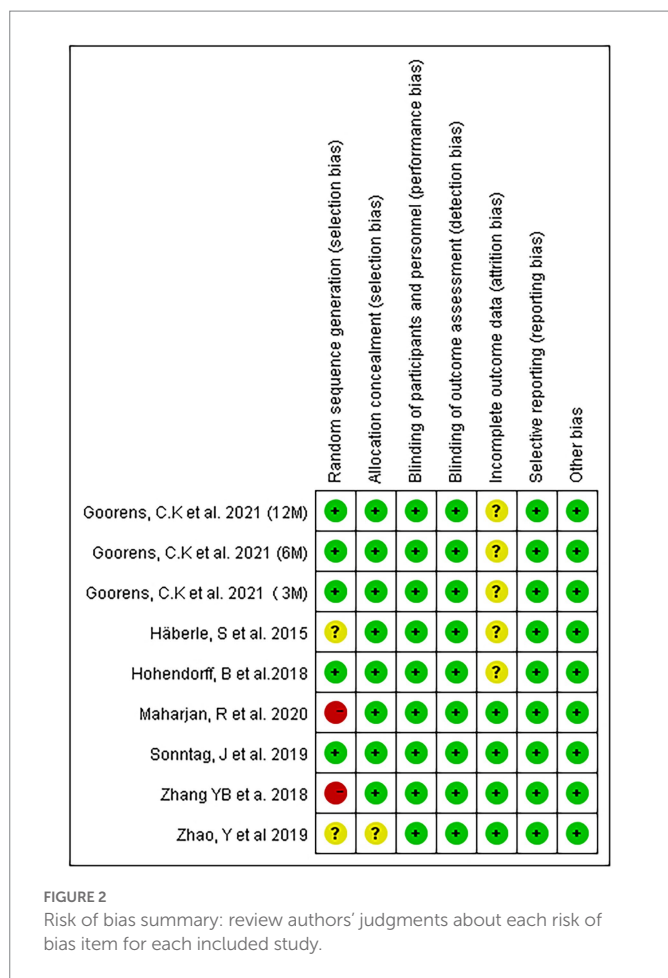 Random sequence generation (selection bias)
Allocation concealment (selection bias)
Blinding of participants and personnel (performance bias)
Blinding of outcome assessment (detection bias)
Incomplete outcome data (attrition bias)
Selective reporting (reporting bias)
Other bias
Goorens, C.K et al. 2021 (12M) + + + + ? + +
Goorens, C.K et al. 2021 (6M) + + + + ? + +
Goorens, C.K et al. 2021 (3M) + + + + ? + +
Häberle, S et al. 2015 ? + + + ? + +
Hohendorff, B et al.2018 + + + + ? + +
Maharjan, R et al. 2020 - + + + + + +
Sonntag, J et al. 2019 + + + + + + +
Zhang YB et a. 2018 - + + + + + +
Zhao, Y et al 2019 ? ? + + + + +
FIGURE 2
Risk of bias summary: review authors’ judgments about each risk of
bias item for each included study.